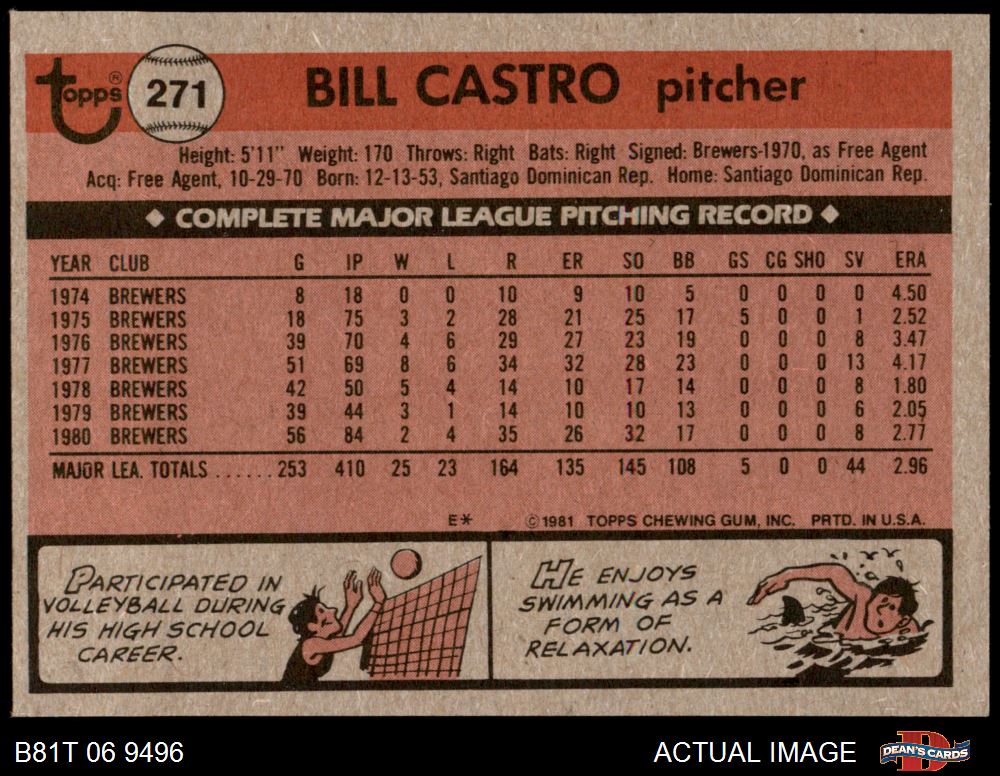 topps® 271 BILL CASTRO pitcher
Height: 5'11" Weight: 170 Throws: Right Bats: Right Signed: Brewers-1970, as Free Agent
Acq: Free Agent, 10-29-70 Born: 12-13-53, Santiago Dominican Rep. Home: Santiago Dominican Rep.
◆ COMPLETE MAJOR LEAGUE PITCHING RECORD ◆
YEAR CLUB G IP W L R ER SO BB GS CG SHO SV ERA
1974 BREWERS 8 18 0 0 10 9 10 5 0 0 0 0 4.50
1975 BREWERS 18 75 3 2 28 21 25 17 5 0 0 1 2.52
1976 BREWERS 39 70 4 6 29 27 23 19 0 0 0 8 3.47
1977 BREWERS 51 69 8 6 34 32 28 23 0 0 0 13 4.17
1978 BREWERS 42 50 5 4 14 10 17 14 0 0 0 8 1.80
1979 BREWERS 39 44 3 1 14 10 10 13 0 0 0 6 2.05
1980 BREWERS 56 84 2 4 35 26 32 17 0 0 0 8 2.77
MAJOR LEA. TOTALS ...... 253 410 25 23 164 135 145 108 5 0 0 44 2.96
E* © 1981 TOPPS CHEWING GUM, INC. PRTD. IN U.S.A.
PARTICIPATED IN
VOLLEYBALL DURING
HIS HIGH SCHOOL
CAREER.
HE ENJOYS
SWIMMING AS A
FORM OF
RELAXATION.
B81T 06 9496 ACTUAL IMAGE DEAN'S CARDS